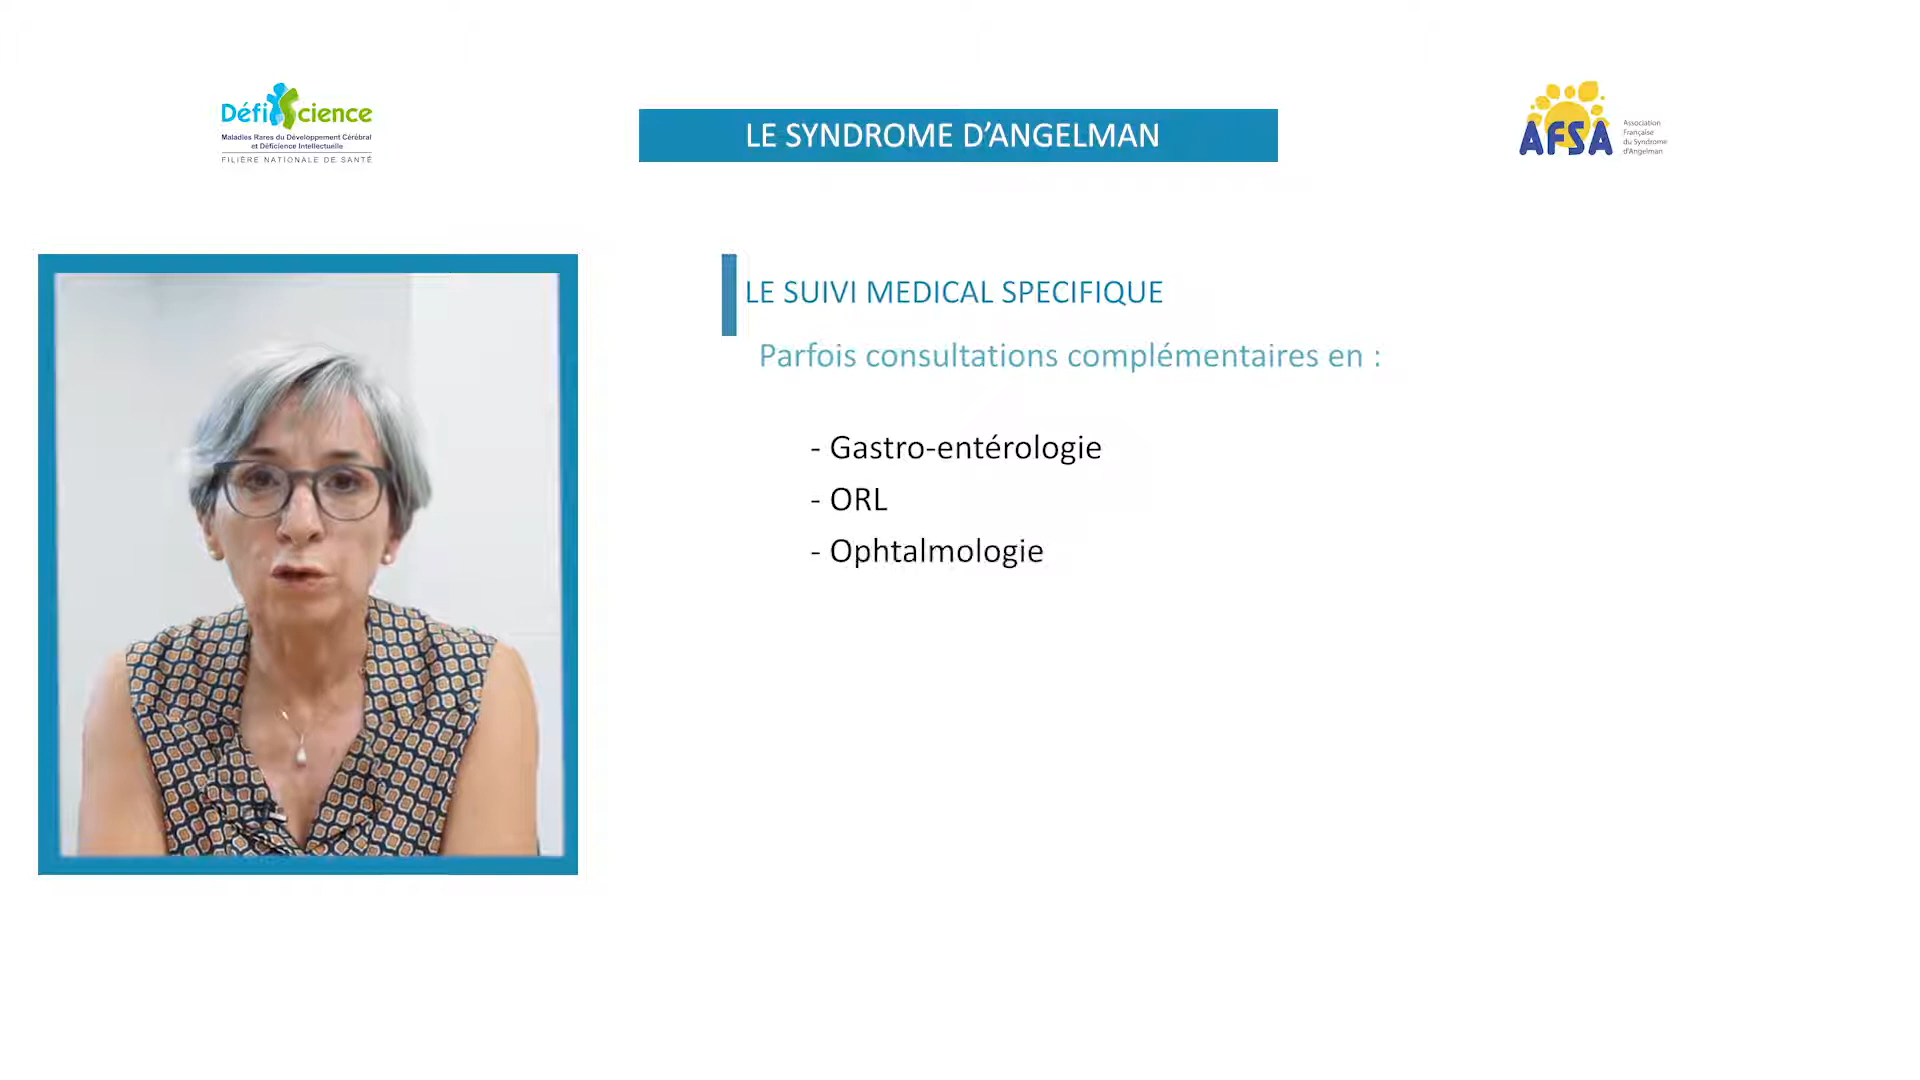 DéfiScience
Maladies Rares du Développement Cérébral
et Déficience Intellectuelle
FILIÈRE NATIONALE DE SANTÉ
LE SYNDROME D’ANGELMAN
AFSA
Association
Française
du Syndrome
d'Angelman
LE SUIVI MEDICAL SPECIFIQUE
Parfois consultations complémentaires en :
- Gastro-entérologie
- ORL
- Ophtalmologie